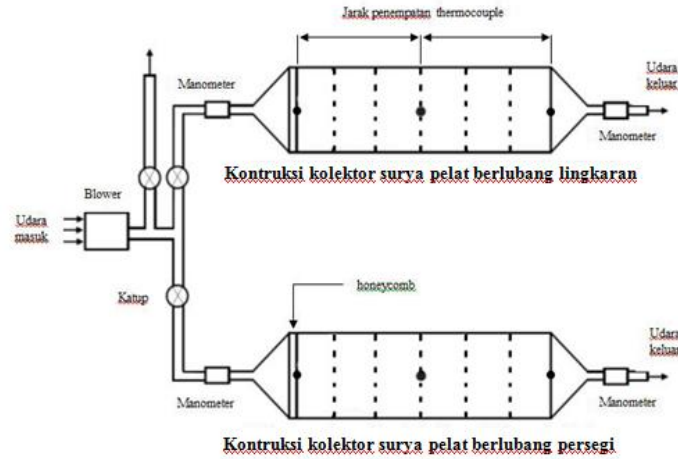 Jarak penempatan thermocouple
Manometer
Udara
keluar
Manometer
Kontruksi kolektor surya pelat berlubang lingkaran
Blower
Udara
masuk
Katup
honeycomb
Udara
keluar
Manometer
Manometer
Kontruksi kolektor surya pelat berlubang persegi